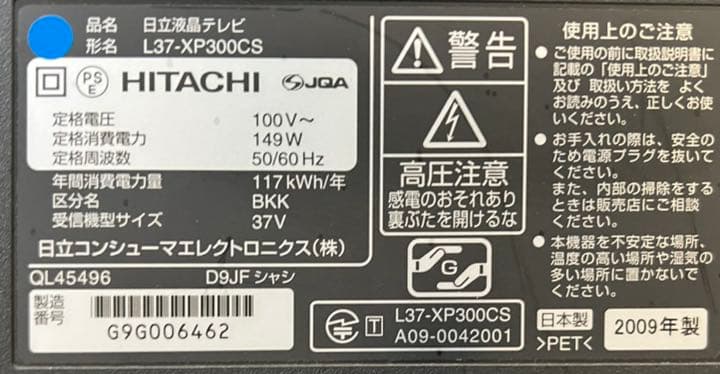 品名 日立液晶テレビ
形名 L37-XP300CS
PS
E
HITACHI JQA
定格電圧 100V～
定格消費電力 149W
定格周波数 50/60Hz
年間消費電力量 117kWh/年
区分名 BKK
受信機型サイズ 37V
日立コンシューマエレクトロニクス(株)
QL45496 D9JFシャシ
製造
番号
G9G006462
警告
高圧注意
感電のおそれあり
裏ぶたを開けるな
G
T
L37-XP300CS
A09-0042001
使用上のご注意
●ご使用の前に取扱説明書に
記載の「使用上のご注意」
及び 取扱い方法を よく
お読みのうえ、正しくお使
いください。
●お手入れの際は、安全の
ため電源プラグを抜いて
ください。
また、内部の掃除をする
ときは販売店にご相談
ください。
●本機器を不安定な場所、
温度の高い場所や湿気の
多い場所に置かないで
ください。
日本製
>PET<
2009年製